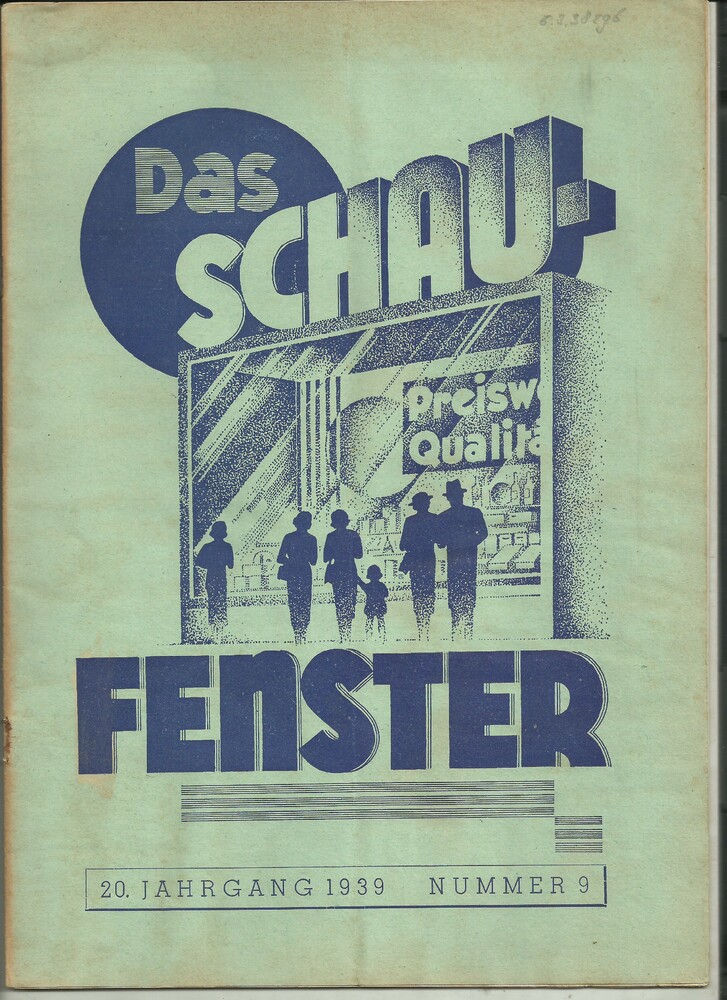 Das
SCHAU-
Preisw
Qualitä
FENSTER
20. JAHRGANG 1939 NUMMER 9